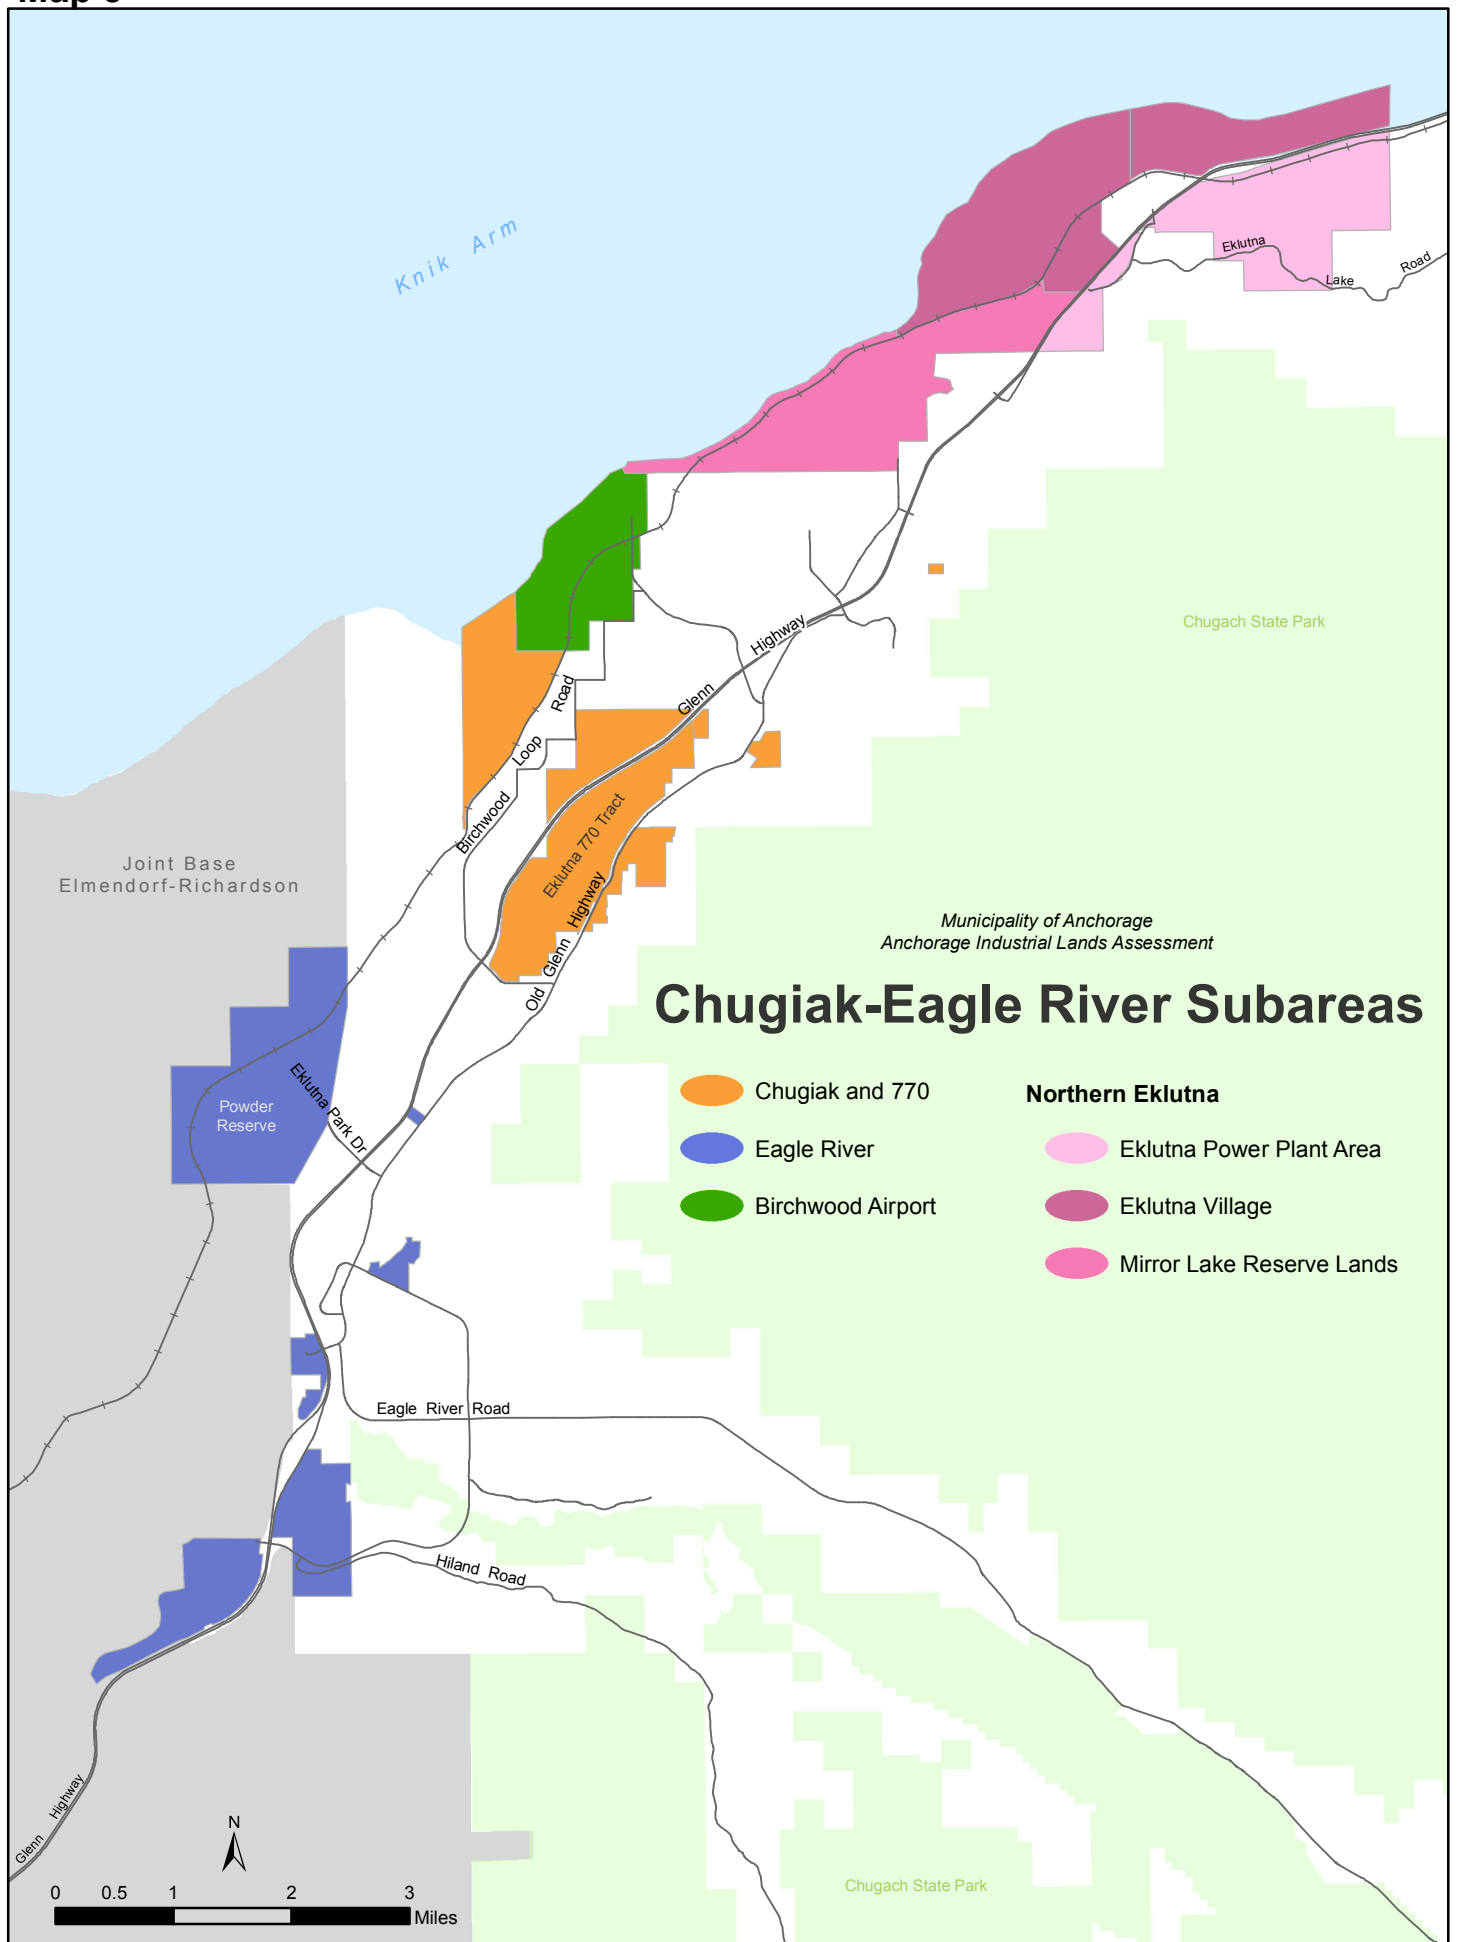 Knik Arm
Eklutna
Lake
Road
Chugach State Park
Highway
Glenn
Road
Loop
Birchwood
Eklutna 770 Tract
Joint Base
Elmendorf-Richardson
Highway
Glenn
Old
Municipality of Anchorage
Anchorage Industrial Lands Assessment
Chugiak-Eagle River Subareas
Chugiak and 770
Eagle River
Birchwood Airport
Northern Eklutna
Eklutna Power Plant Area
Eklutna Village
Mirror Lake Reserve Lands
Powder
Reserve
Eklutna Park Dr
Eagle River Road
Hiland Road
Glenn Highway
N
0 0.5 1 2 3
Miles
Chugach State Park